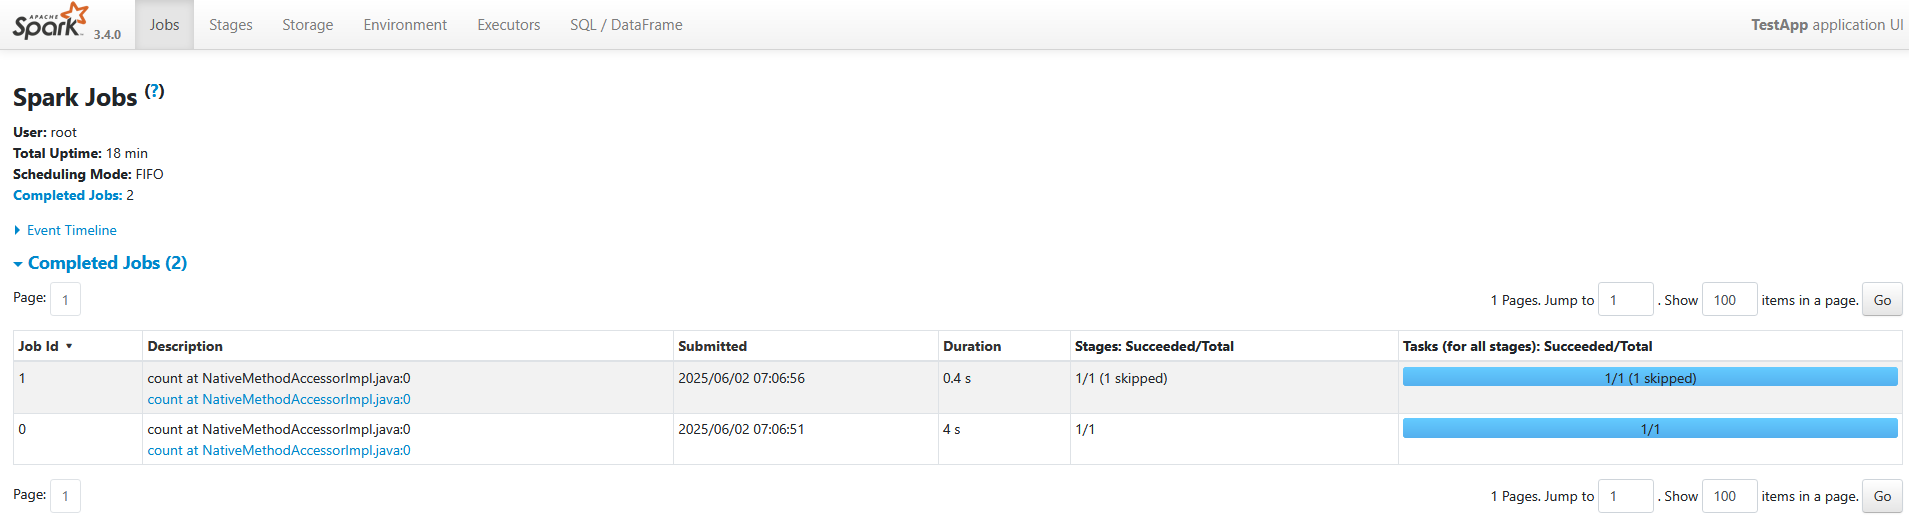 APACHE Spark 3.4.0 Jobs Stages Storage Environment Executors SQL / DataFrame TestApp application UI
Spark Jobs (?)
User: root
Total Uptime: 18 min
Scheduling Mode: FIFO
Completed Jobs: 2
Event Timeline
Completed Jobs (2)
Page: 1 1 Pages. Jump to 1 . Show 100 items in a page. Go
Job Id Description Submitted Duration Stages: Succeeded/Total Tasks (for all stages): Succeeded/Total
1 count at NativeMethodAccessorImpl.java:0 2025/06/02 07:06:56 0.4 s 1/1 (1 skipped) 1/1 (1 skipped)
count at NativeMethodAccessorImpl.java:0
0 count at NativeMethodAccessorImpl.java:0 2025/06/02 07:06:51 4 s 1/1 1/1
count at NativeMethodAccessorImpl.java:0
Page: 1 1 Pages. Jump to 1 . Show 100 items in a page. Go